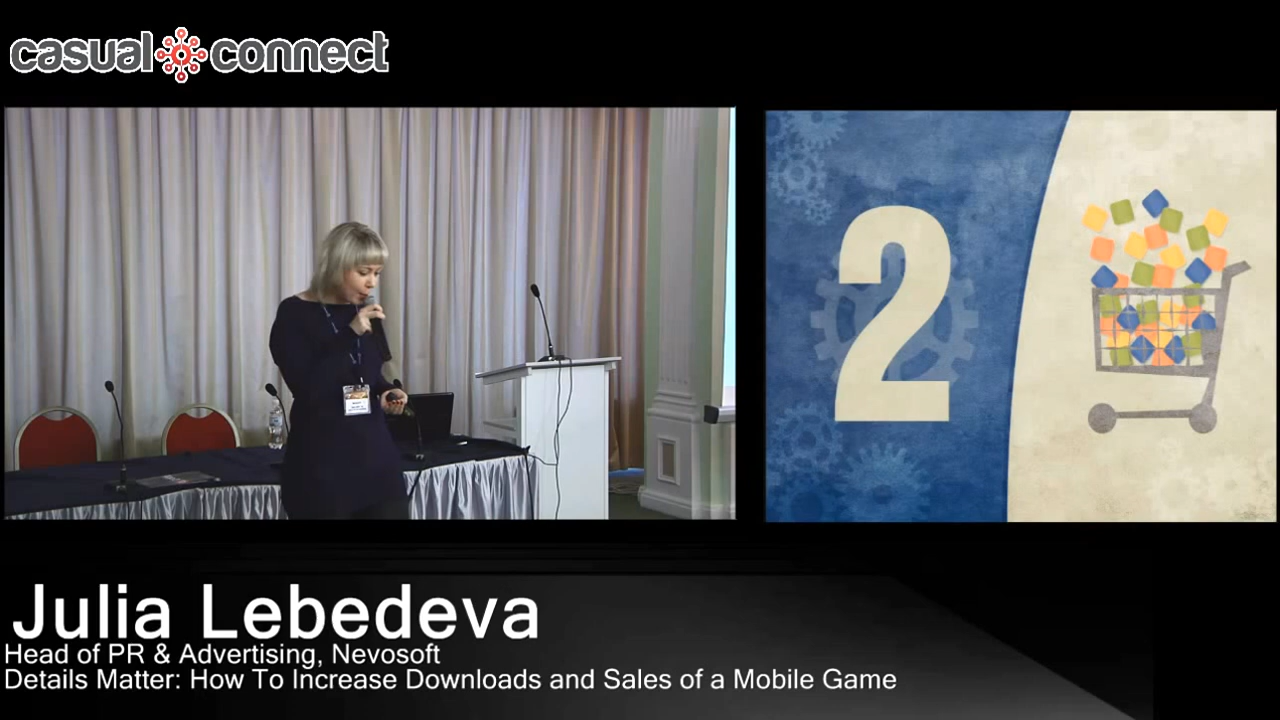 casual connect
2
Julia Lebedeva
Head of PR & Advertising, Nevosoft
Details Matter: How To Increase Downloads and Sales of a Mobile Game